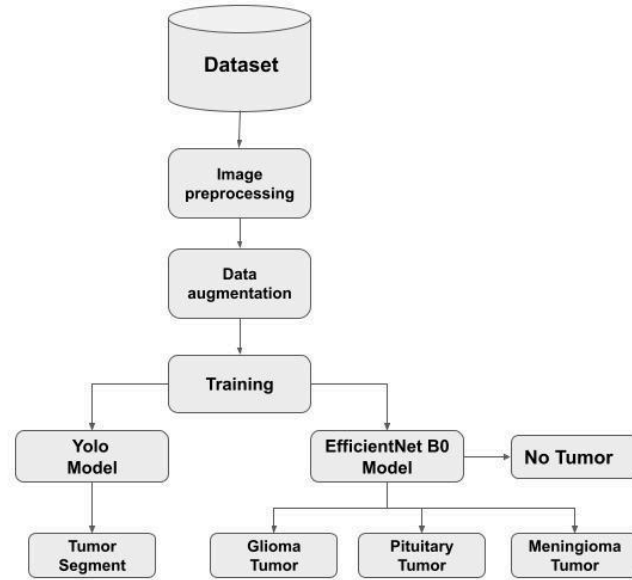 Dataset
Image
preprocessing
Data
augmentation
Training
Yolo
Model
EfficientNet B0
Model
No Tumor
Tumor
Segment
Glioma
Tumor
Pituitary
Tumor
Meningioma
Tumor